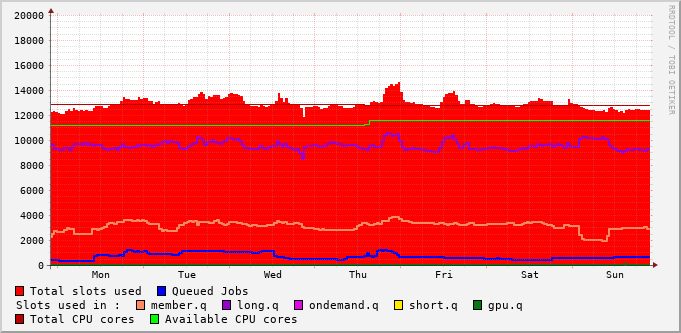 20000
18000
16000
14000
12000
10000
8000
6000
4000
2000
0
Mon Tue Wed Thu Fri Sat Sun
RRDTOOL / TOBI OETIKER
Total slots used Queued Jobs
Slots used in : member.q long.q ondemand.q short.q gpu.q
Total CPU cores Available CPU cores